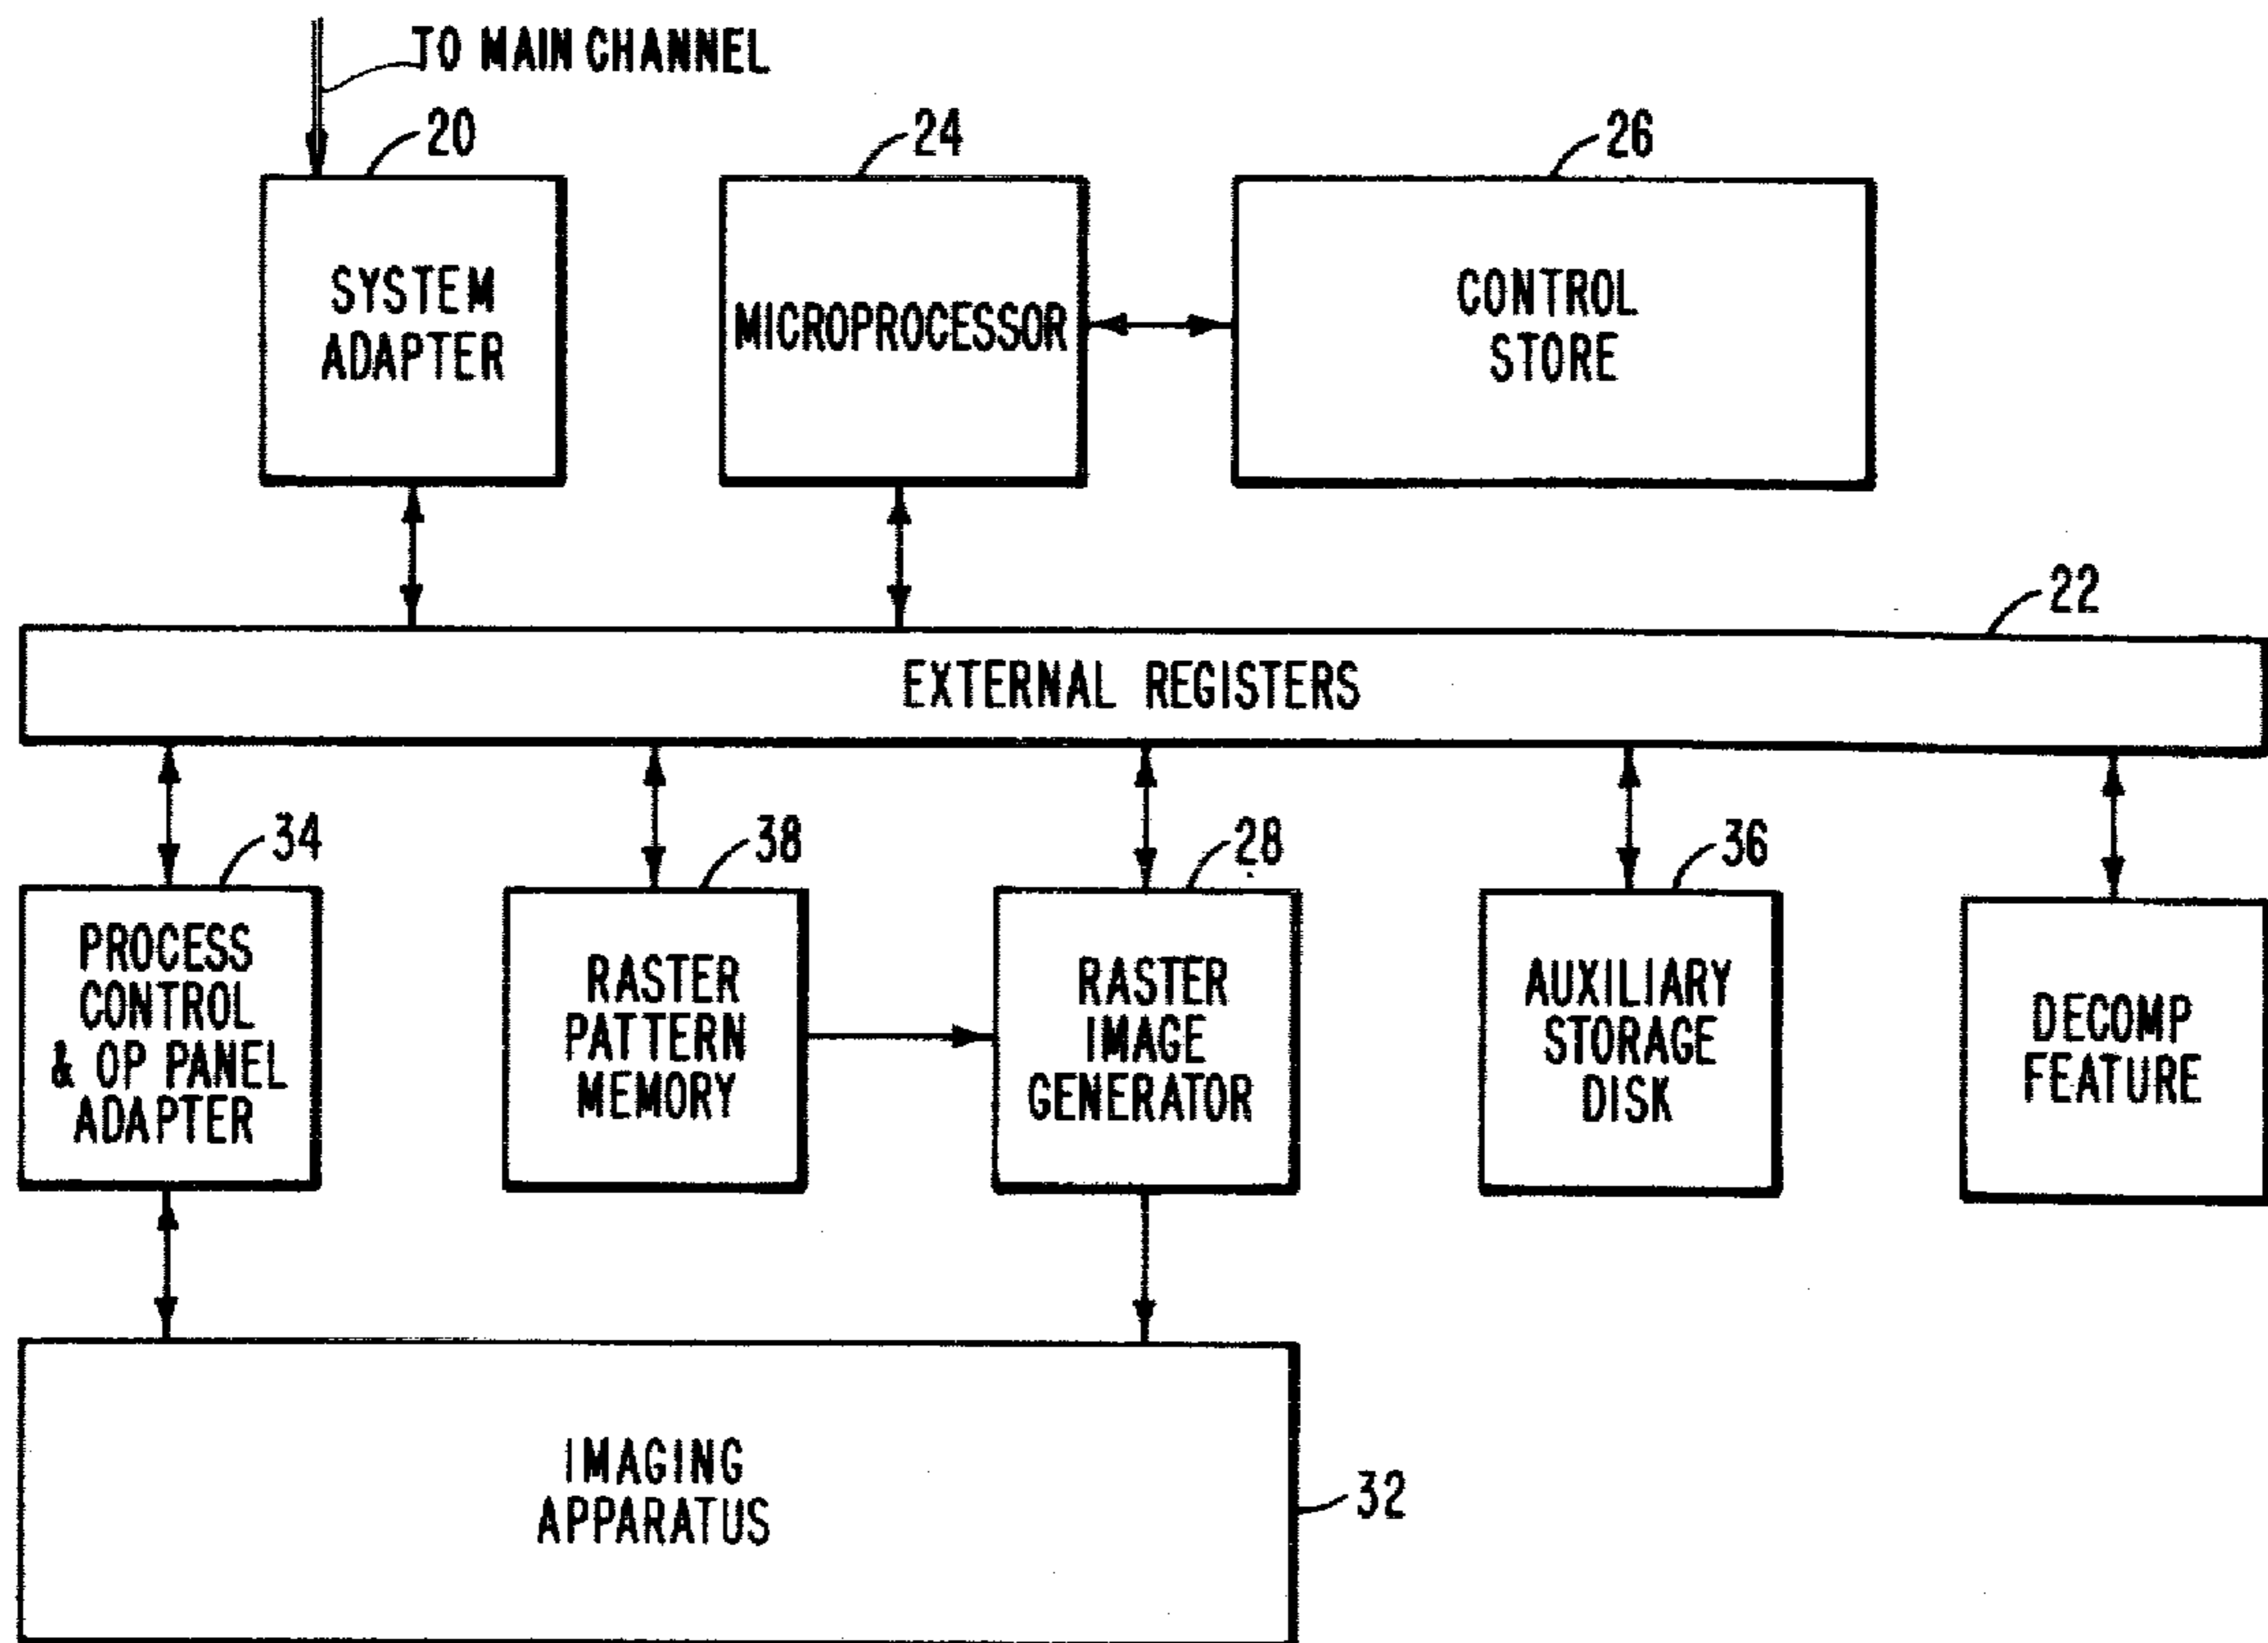 TO MAIN CHANNEL
20
24
26
SYSTEM
ADAPTER
MICROPROCESSOR
CONTROL
STORE
22
EXTERNAL REGISTERS
34
38
28
36
PROCESS
CONTROL
& OP PANEL
ADAPTER
RASTER
PATTERN
MEMORY
RASTER
IMAGE
GENERATOR
AUXILIARY
STORAGE
DISK
DECOMP
FEATURE
IMAGING
APPARATUS
32